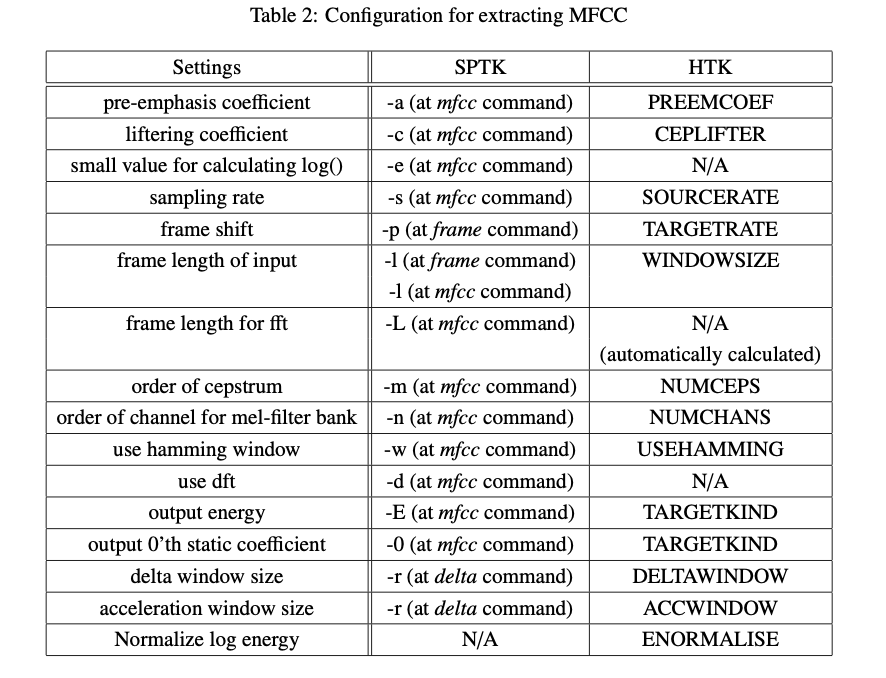 Table 2: Configuration for extracting MFCC
Settings SPTK HTK
pre-emphasis coefficient -a (at mfcc command) PREEMCOEF
liftering coefficient -c (at mfcc command) CEPLIFTER
small value for calculating log() -e (at mfcc command) N/A
sampling rate -s (at mfcc command) SOURCERATE
frame shift -p (at frame command) TARGETRATE
frame length of input -l (at frame command) WINDOWSIZE
-l (at mfcc command)
frame length for fft -L (at mfcc command) N/A
(automatically calculated)
order of cepstrum -m (at mfcc command) NUMCEPS
order of channel for mel-filter bank -n (at mfcc command) NUMCHANS
use hamming window -w (at mfcc command) USEHAMMING
use dft -d (at mfcc command) N/A
output energy -E (at mfcc command) TARGETKIND
output 0’th static coefficient -0 (at mfcc command) TARGETKIND
delta window size -r (at delta command) DELTAWINDOW
acceleration window size -r (at delta command) ACCWINDOW
Normalize log energy N/A ENORMALISE